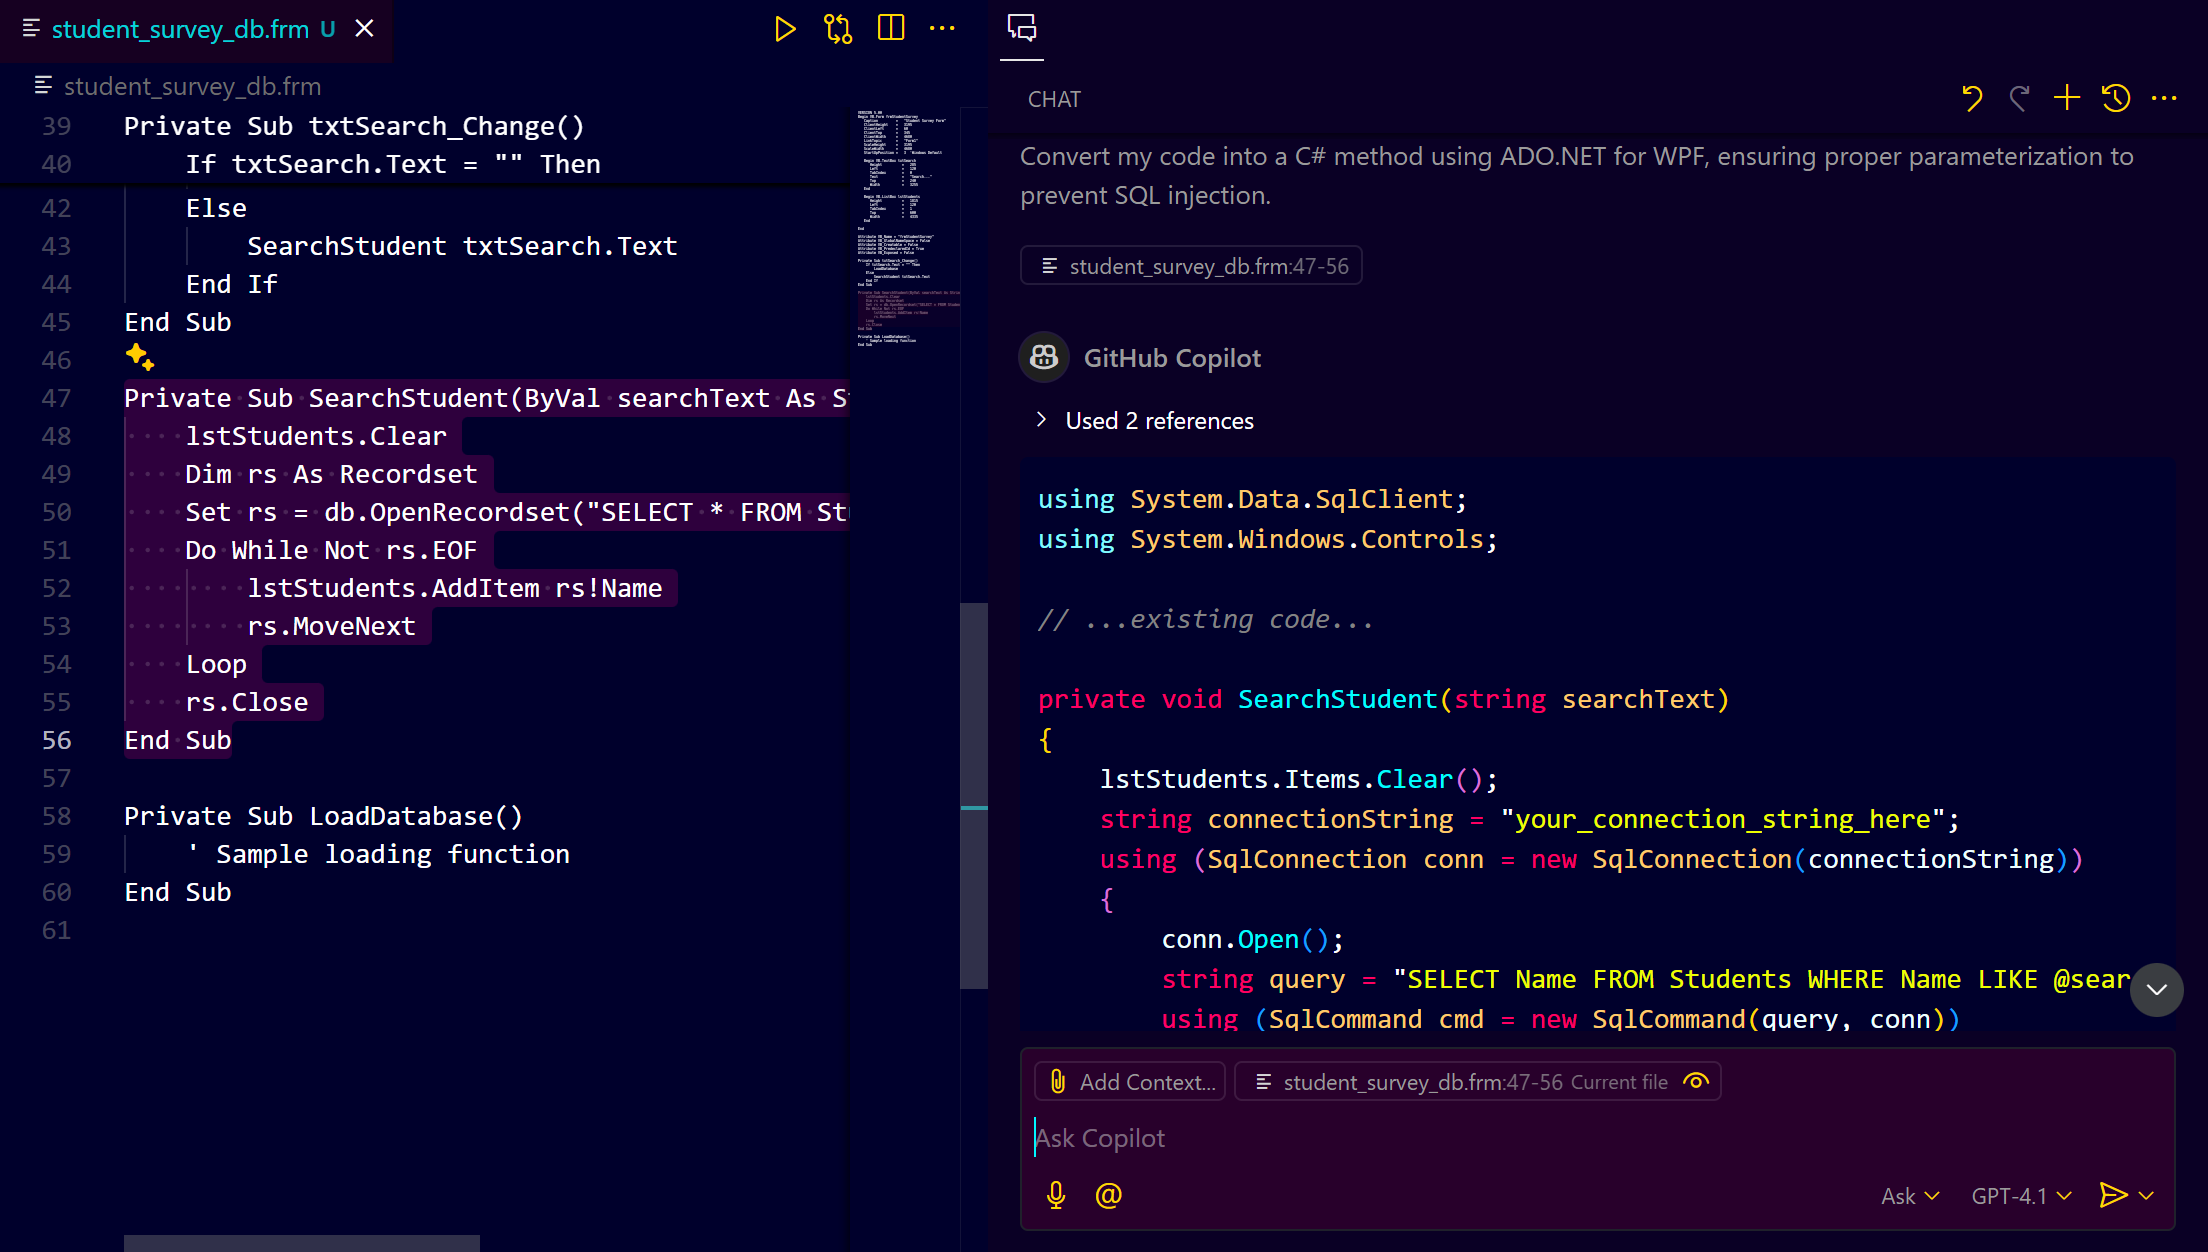 student_survey_db.frm U
student_survey_db.frm
39 Private Sub txtSearch_Change()
40 If txtSearch.Text = "" Then
42 Else
43 SearchStudent txtSearch.Text
44 End If
45 End Sub
46
47 Private Sub SearchStudent(ByVal searchText As S
48 lstStudents.Clear
49 Dim rs As Recordset
50 Set rs = db.OpenRecordset("SELECT * FROM St
51 Do While Not rs.EOF
52 lstStudents.AddItem rs!Name
53 rs.MoveNext
54 Loop
55 rs.Close
56 End Sub
57
58 Private Sub LoadDatabase()
59 ' Sample loading function
60 End Sub
61
CHAT
Convert my code into a C# method using ADO.NET for WPF, ensuring proper parameterization to
prevent SQL injection.
student_survey_db.frm:47-56
GitHub Copilot
Used 2 references
using System.Data.SqlClient;
using System.Windows.Controls;
// ...existing code...
private void SearchStudent(string searchText)
{
lstStudents.Items.Clear();
string connectionString = "your_connection_string_here";
using (SqlConnection conn = new SqlConnection(connectionString))
{
conn.Open();
string query = "SELECT Name FROM Students WHERE Name LIKE @sear
using (SqlCommand cmd = new SqlCommand(query, conn))
Add Context...
student_survey_db.frm:47-56 Current file
Ask Copilot
@
Ask
GPT-4.1